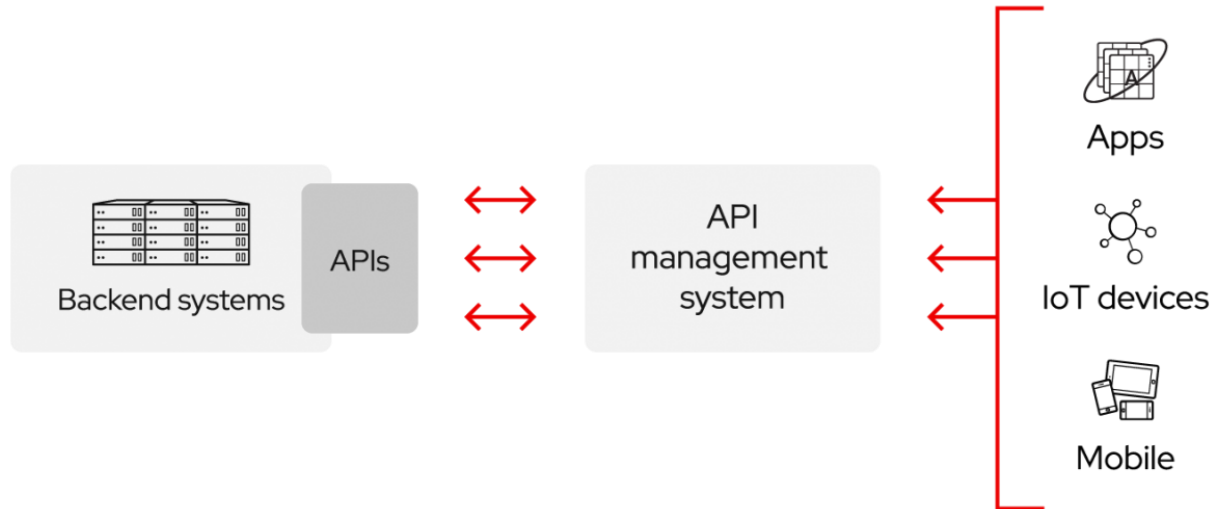 Backend systems
APIs
API
management
system
A
Apps
IoT devices
Mobile